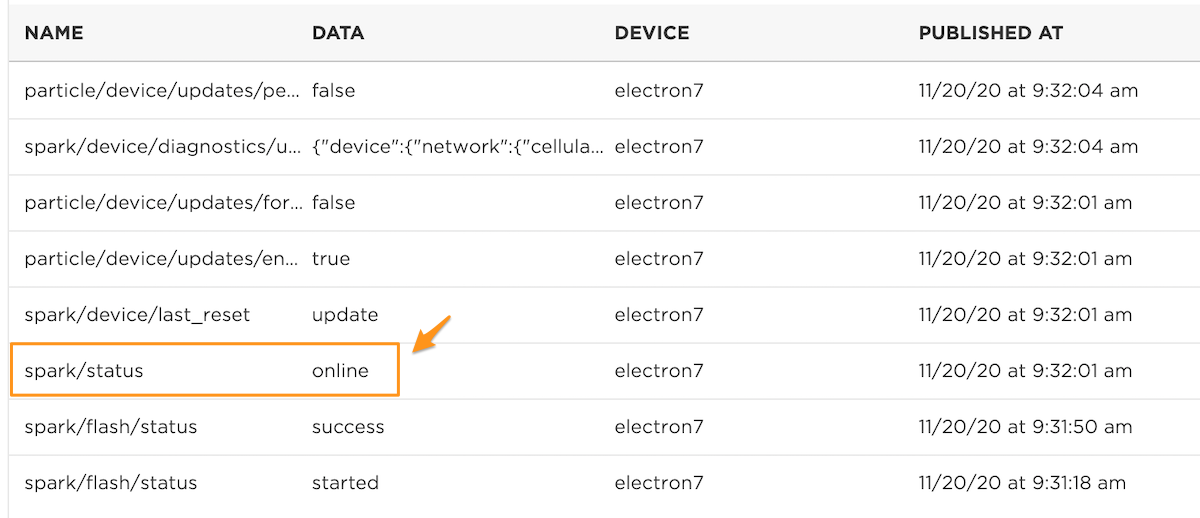 NAME DATA DEVICE PUBLISHED AT
particle/device/updates/pe... false electron7 11/20/20 at 9:32:04 am
spark/device/diagnostics/u... {"device":{"network":{"cellula... electron7 11/20/20 at 9:32:04 am
particle/device/updates/for... false electron7 11/20/20 at 9:32:01 am
particle/device/updates/en... true electron7 11/20/20 at 9:32:01 am
spark/device/last_reset update electron7 11/20/20 at 9:32:01 am
spark/status online electron7 11/20/20 at 9:32:01 am
spark/flash/status success electron7 11/20/20 at 9:31:50 am
spark/flash/status started electron7 11/20/20 at 9:31:18 am